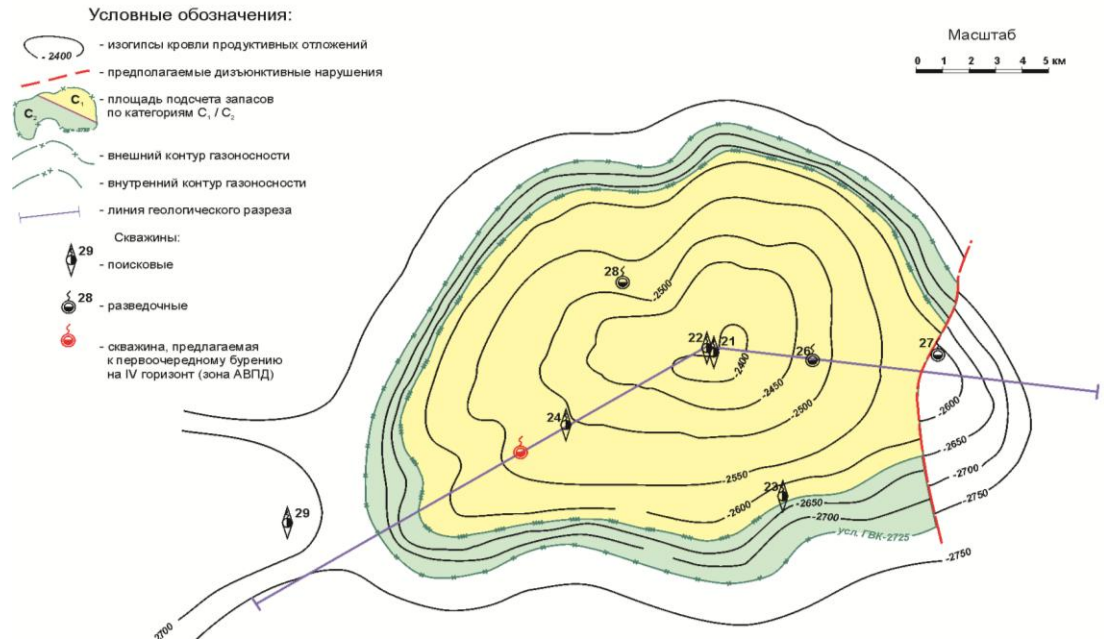 Условные обозначения:
- 2400
- изогипсы кровли продуктивных отложений
- предполагаемые дизъюнктивные нарушения
C₁
C₂
- площадь подсчета запасов
по категориям C₁ / C₂
- внешний контур газоносности
- внутренний контур газоносности
- линия геологического разреза
Скважины:
29
- поисковые
28
- разведочные
- скважина, предлагаемая
к первоочередному бурению
на IV горизонт (зона АВПД)
Масштаб
0 1 2 3 4 5 км
28
-2500
22
21
26
27
-2400
-2450
-2500
-2600
24
-2550
-2650
23
-2600
-2650
-2700
-2700
-2750
29
усл. ГВК-2725
-2750
-2700